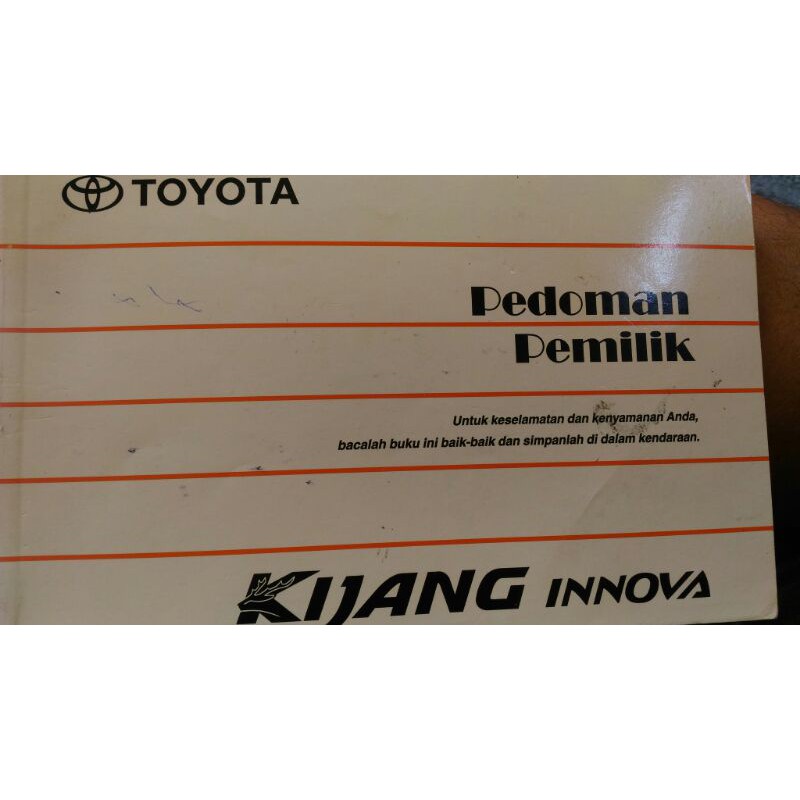 TOYOTA
Pedoman
Pemilik
Untuk keselamatan dan kenyamanan Anda,
bacalah buku ini baik-baik dan simpanlah di dalam kendaraan.
KIJANG INNOVA